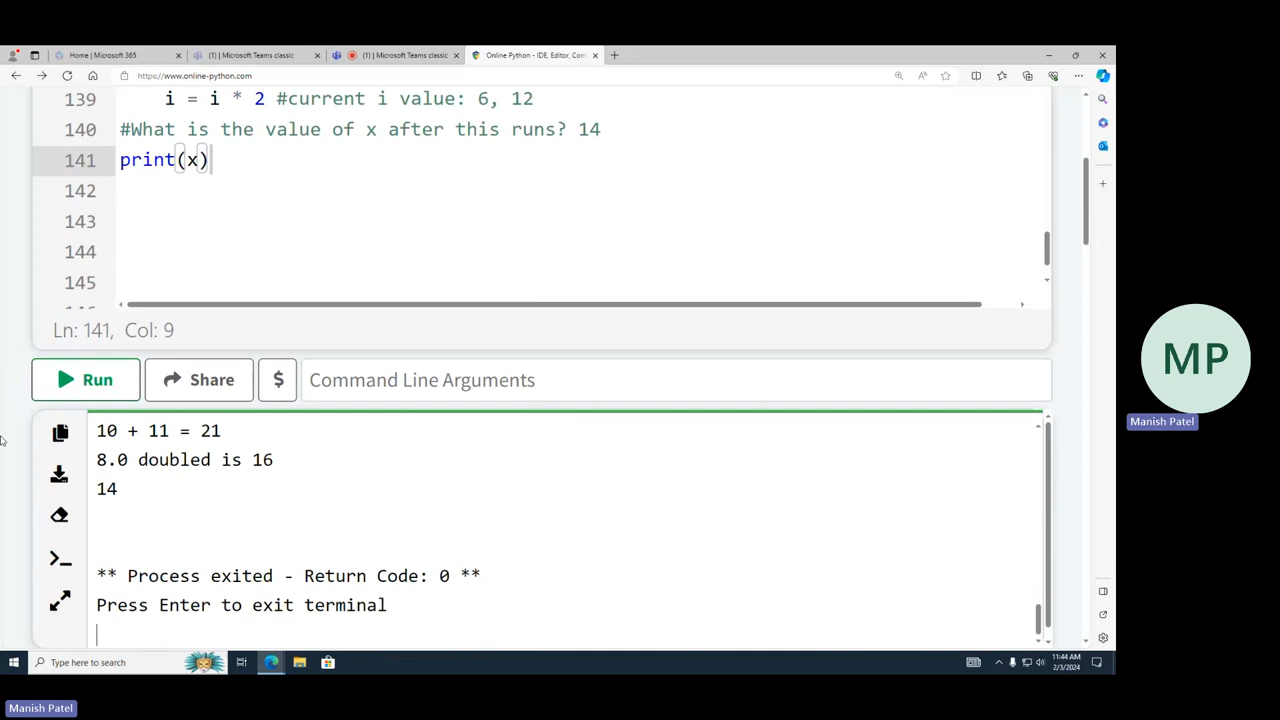 Home | Microsoft 365
(1) | Microsoft Teams classic
(1) | Microsoft Teams classic
Online Python - IDE, Editor, Com
https://www.online-python.com
139 i = i * 2 #current i value: 6, 12
140 #What is the value of x after this runs? 14
141 print(x)
142
143
144
145
Ln: 141, Col: 9
Run
Share
$
Command Line Arguments
10 + 11 = 21
8.0 doubled is 16
14
** Process exited - Return Code: 0 **
Press Enter to exit terminal
MP
Manish Patel
Type here to search
11:44 AM
2/3/2024
Manish Patel